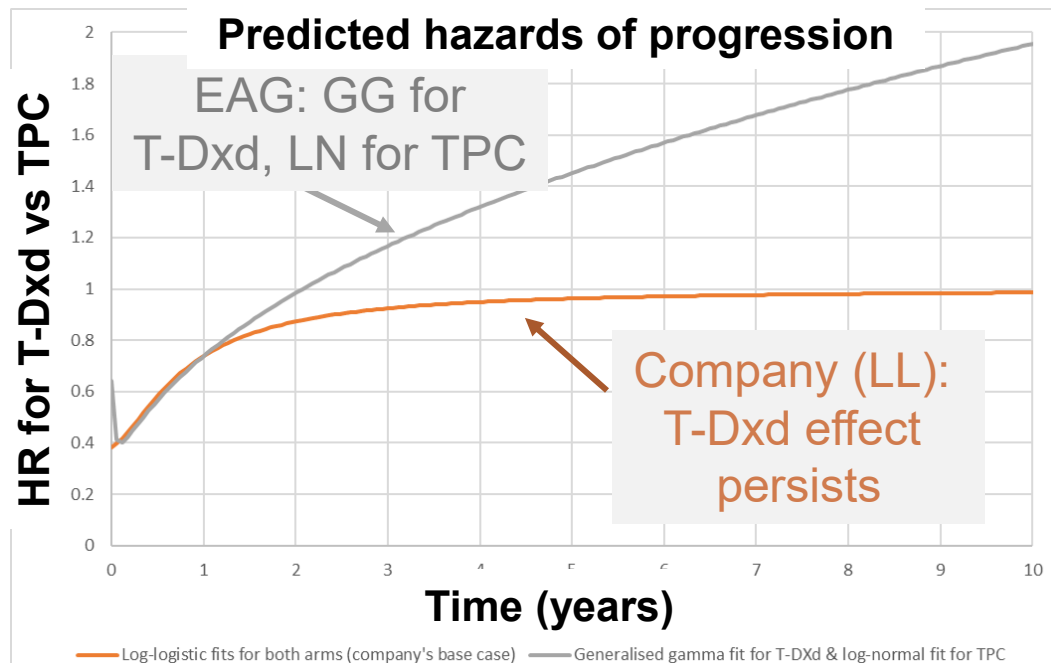 Predicted hazards of progression
HR for T-Dxd vs TPC
2
1.8
1.6
1.4
1.2
1
0.8
0.6
0.4
0.2
0
EAG: GG for
T-Dxd, LN for TPC
Company (LL):
T-Dxd effect
persists
0 1 2 3 4 5 6 7 8 9 10
Time (years)
Log-logistic fits for both arms (company's base case) Generalised gamma fit for T-DXd & log-normal fit for TPC